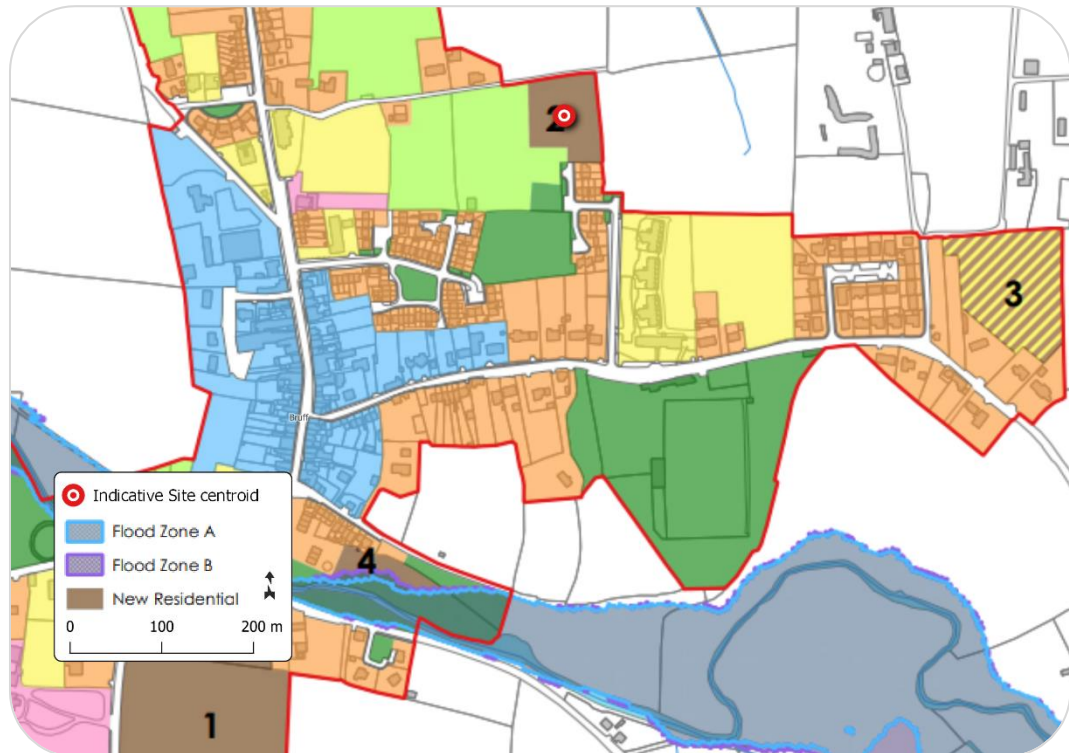 2
3
Bruff
4
Indicative Site centroid
Flood Zone A
Flood Zone B
New Residential
0 100 200 m
1